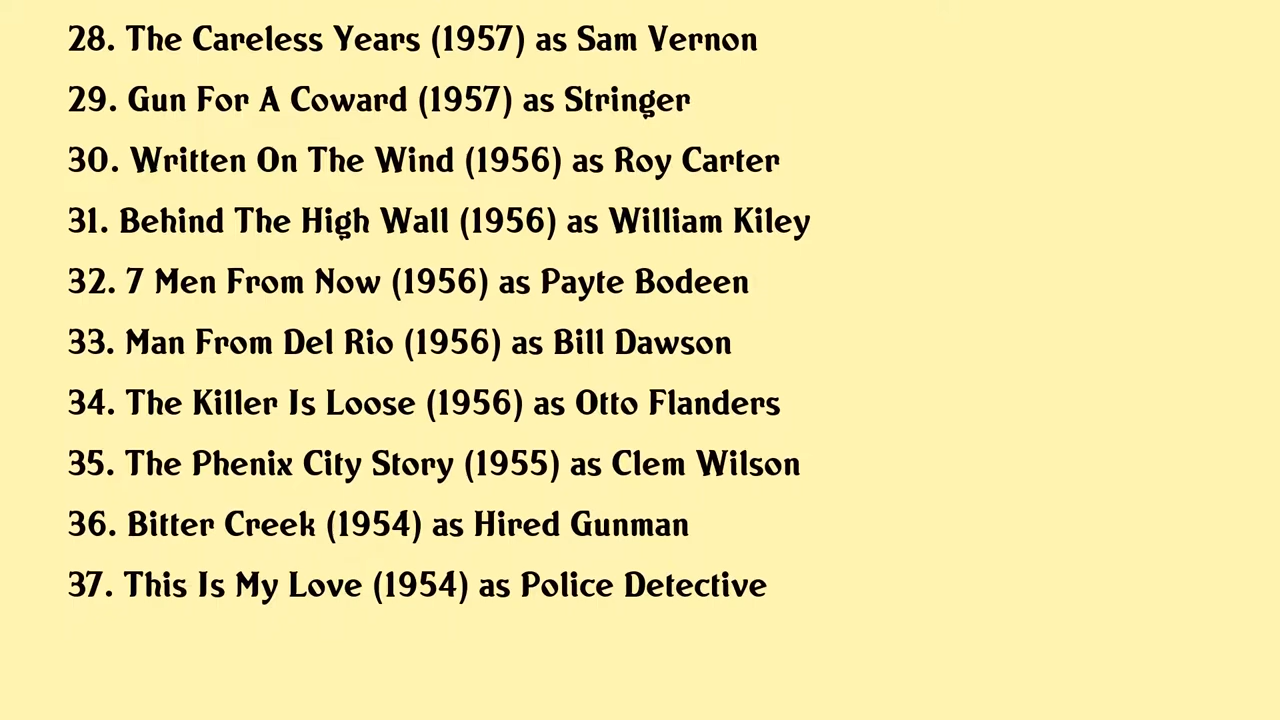 28. The Careless Years (1957) as Sam Vernon
29. Gun For A Coward (1957) as Stringer
30. Written On The Wind (1956) as Roy Carter
31. Behind The High Wall (1956) as William Kiley
32. 7 Men From Now (1956) as Payte Bodeen
33. Man From Del Rio (1956) as Bill Dawson
34. The Killer Is Loose (1956) as Otto Flanders
35. The Phenix City Story (1955) as Clem Wilson
36. Bitter Creek (1954) as Hired Gunman
37. This Is My Love (1954) as Police Detective